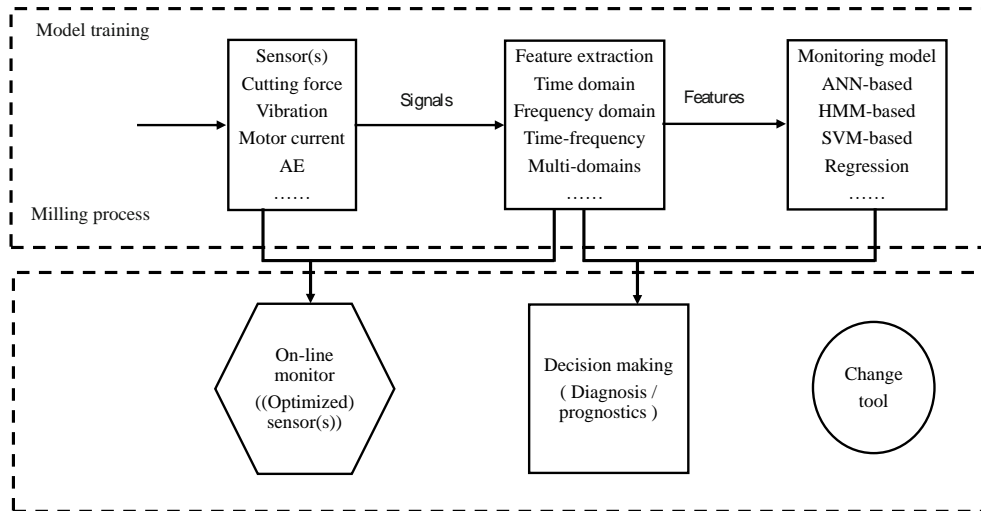 Model training
Sensor(s)
Cutting force
Vibration
Motor current
AE
……
Signals
Feature extraction
Time domain
Frequency domain
Time-frequency
Multi-domains
……
Features
Monitoring model
ANN-based
HMM-based
SVM-based
Regression
……
Milling process
On-line
monitor
((Optimized)
sensor(s))
Decision making
( Diagnosis /
prognostics )
Change
tool